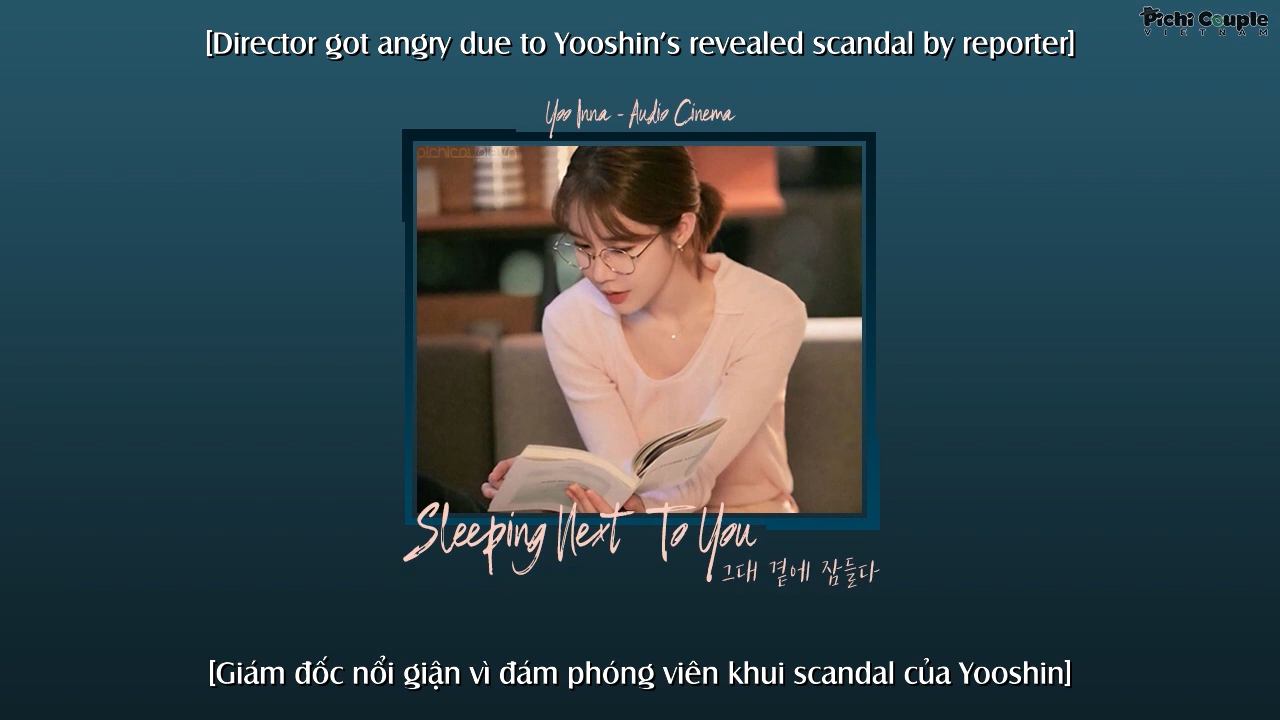 Pichi Couple
VIETNAM
[Director got angry due to Yooshin's revealed scandal by reporter]
Yoo Inna - Audio Cinema
pichicouplevn
Sleeping Next To You
그대 곁에 잠들다
[Giám đốc nổi giận vì đám phóng viên khui scandal của Yooshin]